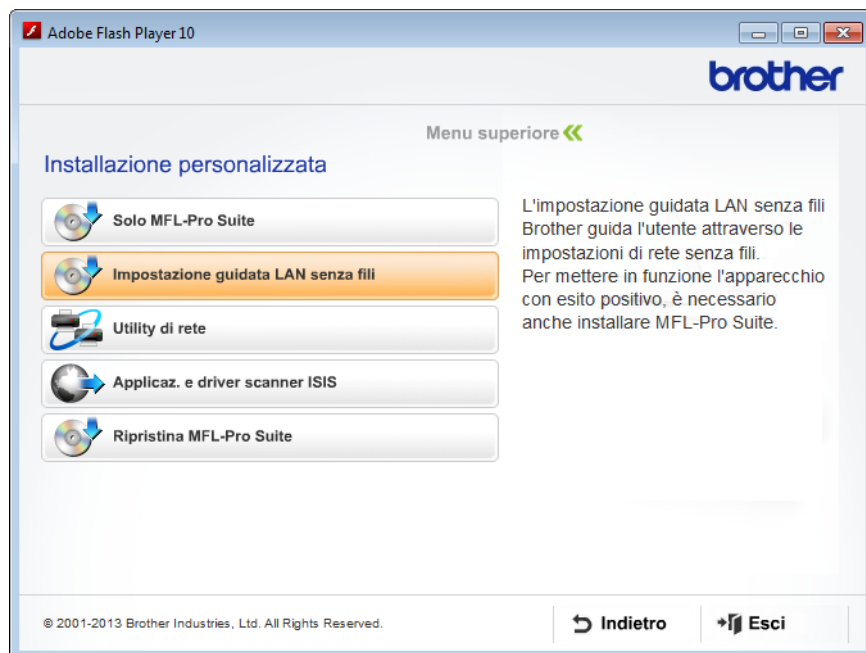 Adobe Flash Player 10
brother
Menu superiore
Installazione personalizzata
Solo MFL-Pro Suite
Impostazione guidata LAN senza fili
Utility di rete
Applicaz. e driver scanner ISIS
Ripristina MFL-Pro Suite
L'impostazione guidata LAN senza fili
Brother guida l'utente attraverso le
impostazioni di rete senza fili.
Per mettere in funzione l'apparecchio
con esito positivo, è necessario
anche installare MFL-Pro Suite.
© 2001-2013 Brother Industries, Ltd. All Rights Reserved.
Indietro
Esci